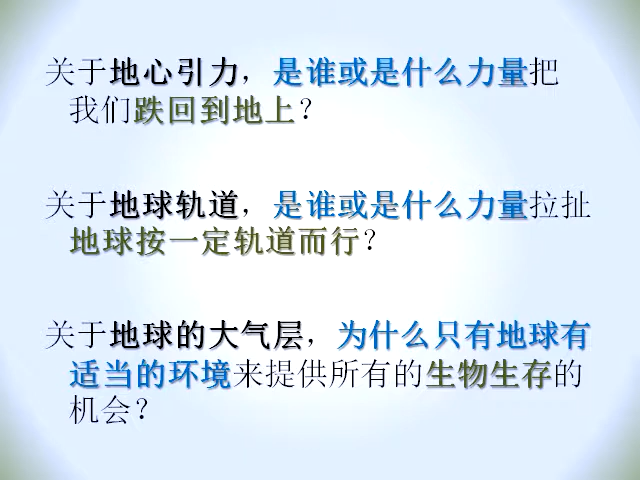 关于地心引力，是谁或是什么力量把
我们跌回到地上？
关于地球轨道，是谁或是什么力量拉扯
地球按一定轨道而行？
关于地球的大气层，为什么只有地球有
适当的环境来提供所有的生物生存的
机会？